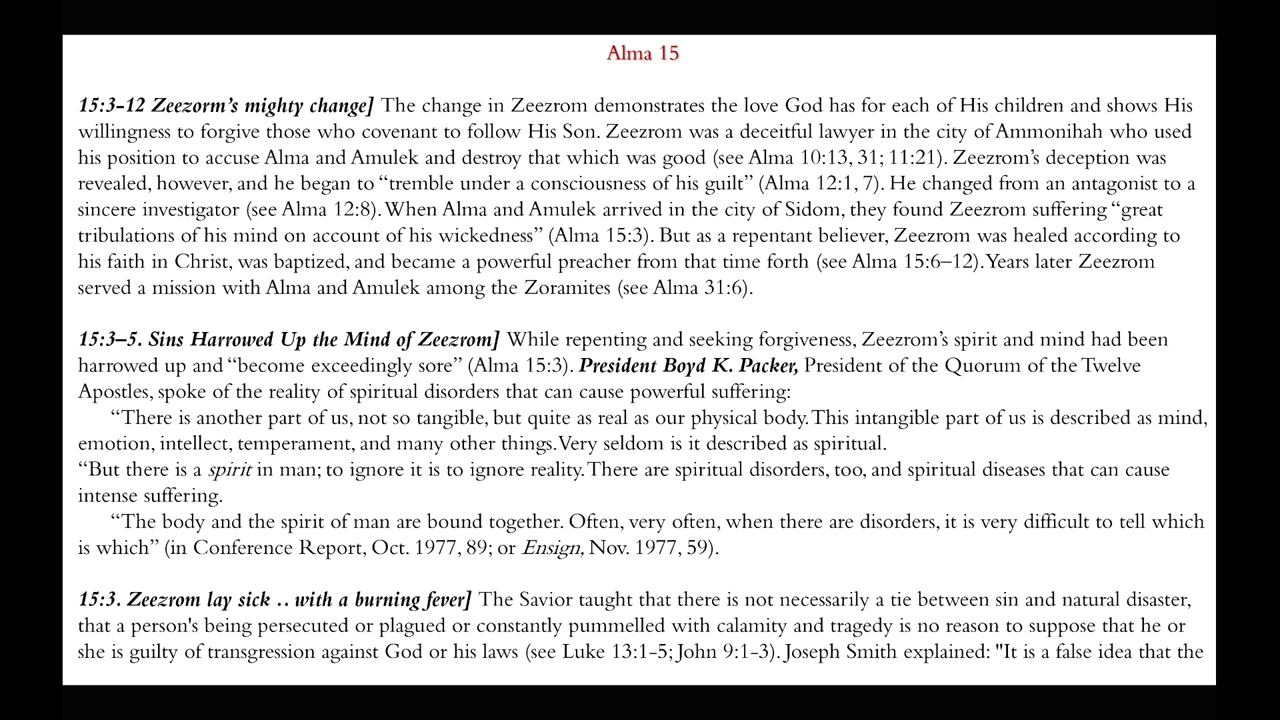 Alma 15
15:3-12 Zeezorm's mighty change] The change in Zeezrom demonstrates the love God has for each of His children and shows His
willingness to forgive those who covenant to follow His Son. Zeezrom was a deceitful lawyer in the city of Ammonihah who used
his position to accuse Alma and Amulek and destroy that which was good (see Alma 10:13, 31; 11:21). Zeezrom's deception was
revealed, however, and he began to “tremble under a consciousness of his guilt” (Alma 12:1, 7). He changed from an antagonist to a
sincere investigator (see Alma 12:8). When Alma and Amulek arrived in the city of Sidom, they found Zeezrom suffering “great
tribulations of his mind on account of his wickedness” (Alma 15:3). But as a repentant believer, Zeezrom was healed according to
his faith in Christ, was baptized, and became a powerful preacher from that time forth (see Alma 15:6–12). Years later Zeezrom
served a mission with Alma and Amulek among the Zoramites (see Alma 31:6).
15:3–5. Sins Harrowed Up the Mind of Zeezrom] While repenting and seeking forgiveness, Zeezrom's spirit and mind had been
harrowed up and “become exceedingly sore” (Alma 15:3). President Boyd K. Packer, President of the Quorum of the Twelve
Apostles, spoke of the reality of spiritual disorders that can cause powerful suffering:
“There is another part of us, not so tangible, but quite as real as our physical body. This intangible part of us is described as mind,
emotion, intellect, temperament, and many other things. Very seldom is it described as spiritual.
“But there is a spirit in man; to ignore it is to ignore reality. There are spiritual disorders, too, and spiritual diseases that can cause
intense suffering.
“The body and the spirit of man are bound together. Often, very often, when there are disorders, it is very difficult to tell which
is which” (in Conference Report, Oct. 1977, 89; or Ensign, Nov. 1977, 59).
15:3. Zeezrom lay sick .. with a burning fever] The Savior taught that there is not necessarily a tie between sin and natural disaster,
that a person's being persecuted or plagued or constantly pummelled with calamity and tragedy is no reason to suppose that he or
she is guilty of transgression against God or his laws (see Luke 13:1-5; John 9:1-3). Joseph Smith explained: "It is a false idea that the